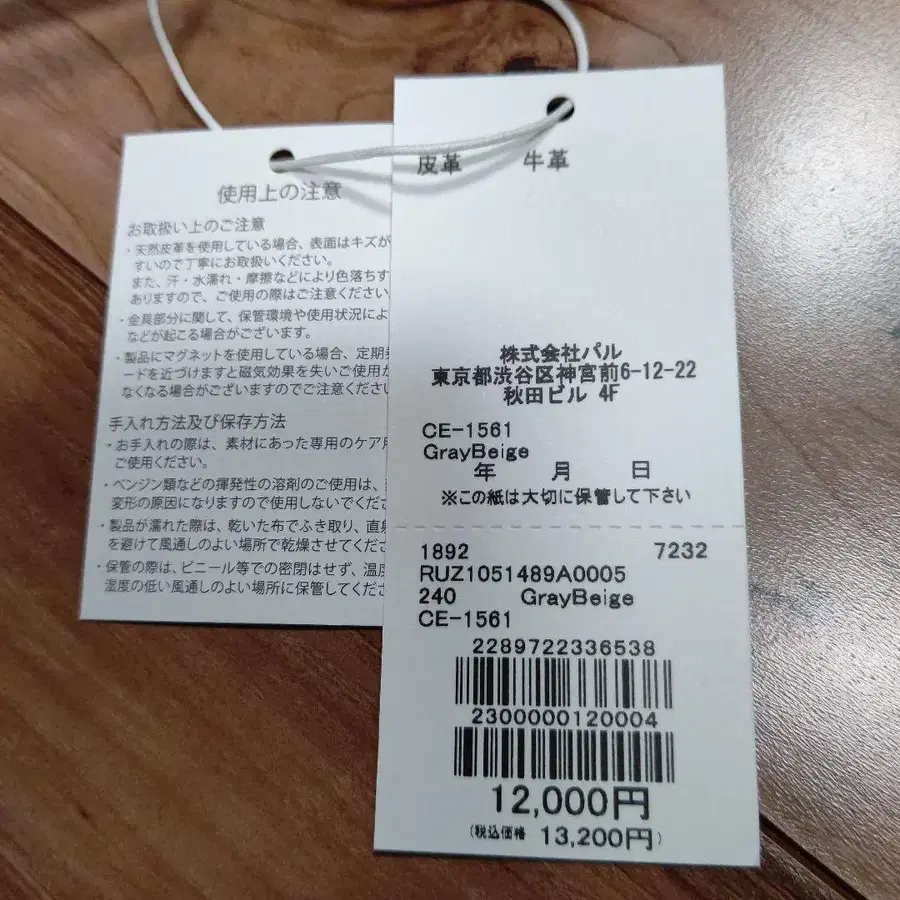 使用上の注意
お取扱い上のご注意
・天然皮革を使用している場合、表面はキズが
すいので丁寧にお取扱いください。
また、汗・水濡れ・摩擦などにより色落ちす
ありますので、ご使用の際はご注意ください
・金具部分に関して、保管環境や使用状況によ
などが起こる場合がございます。
・製品にマグネットを使用している場合、定期
ードを近づけますと磁気効果を失いご使用が
なくなる場合がございますのでご注意ください
手入れ方法及び保存方法
・お手入れの際は、素材にあった専用のケア用
ご使用ください。
・ベンジン類などの揮発性の溶剤のご使用は、
変形の原因になりますので使用しないでくだ
・製品が濡れた際は、乾いた布でふき取り、直射
を避けて風通しのよい場所で乾燥させてくだ
・保管の際は、ビニール等での密閉はせず、温度
湿度の低い風通しのよい場所に保管してくだ
皮革 牛革
株式会社パル
東京都渋谷区神宮前6-12-22
秋田ビル 4F
CE-1561
GrayBeige
年 月 日
※この紙は大切に保管して下さい
1892 7232
RUZ1051489A0005
240 GrayBeige
CE-1561
2289722336538
2300000120004
12,000円
(税込価格 13,200円)